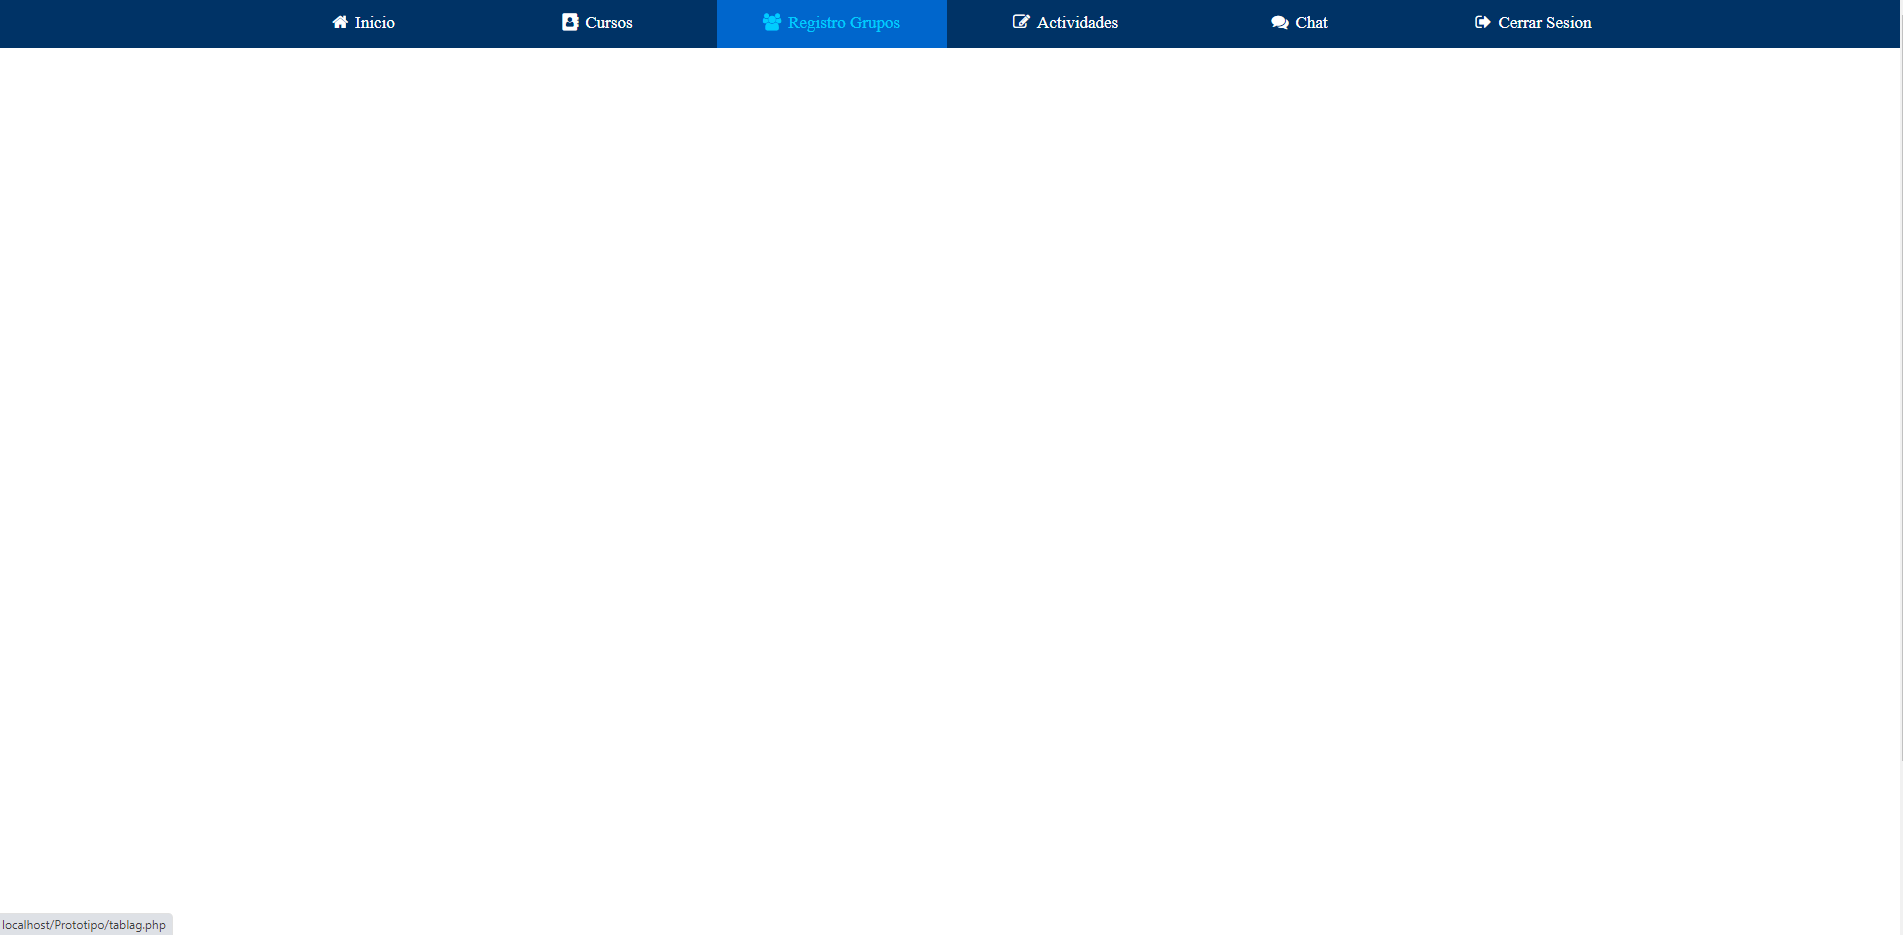 Inicio Cursos Registro Grupos Actividades Chat Cerrar Sesion
localhost/Prototipo/tablag.php